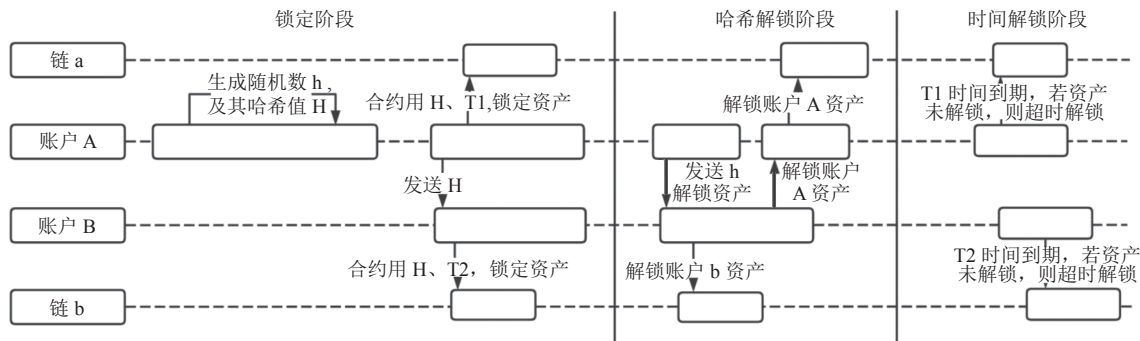 锁定阶段
哈希解锁阶段
时间解锁阶段
链 a
生成随机数 h ,
及其哈希值 H
合约用 H、T1,锁定资产
解锁账户 A 资产
T1 时间到期，若资产
未解锁，则超时解锁
账户 A
发送 H
发送 h
解锁资产
解锁账户
A 资产
账户 B
合约用 H、T2，锁定资产
解锁账户 b 资产
T2 时间到期，若资产
未解锁，则超时解锁
链 b